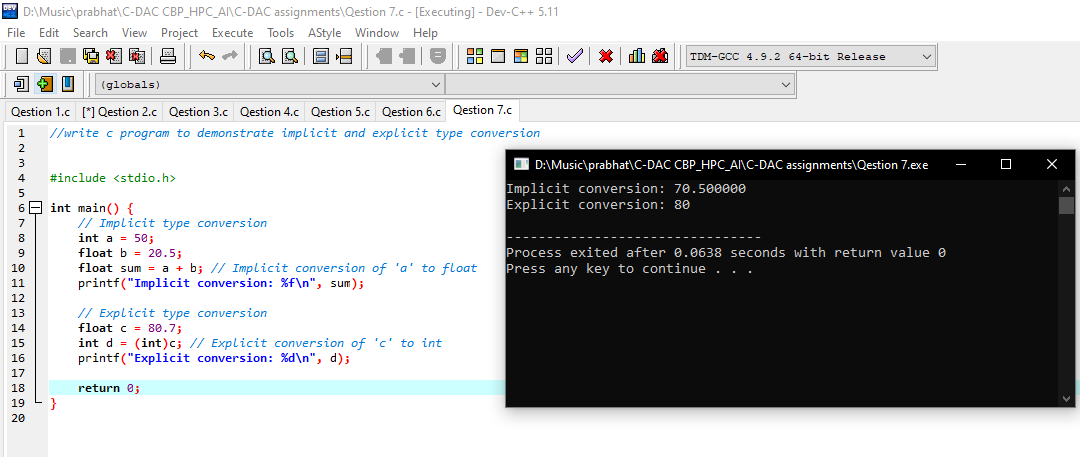 D:\Music\prabhat\C-DAC CBP_HPC_AI\C-DAC assignments\Qestion 7.c - [Executing] - Dev-C++ 5.11
File Edit Search View Project Execute Tools AStyle Window Help
TDM-GCC 4.9.2 64-bit Release
(globals)
Qestion 1.c [*] Qestion 2.c Qestion 3.c Qestion 4.c Qestion 5.c Qestion 6.c Qestion 7.c
1 //write c program to demonstrate implicit and explicit type conversion
2
3
4 #include <stdio.h>
5
6 int main() {
7 // Implicit type conversion
8 int a = 50;
9 float b = 20.5;
10 float sum = a + b; // Implicit conversion of 'a' to float
11 printf("Implicit conversion: %f\n", sum);
12
13 // Explicit type conversion
14 float c = 80.7;
15 int d = (int)c; // Explicit conversion of 'c' to int
16 printf("Explicit conversion: %d\n", d);
17
18 return 0;
19 }
20
D:\Music\prabhat\C-DAC CBP_HPC_AI\C-DAC assignments\Qestion 7.exe
Implicit conversion: 70.500000
Explicit conversion: 80
--------------------------------
Process exited after 0.0638 seconds with return value 0
Press any key to continue . . .